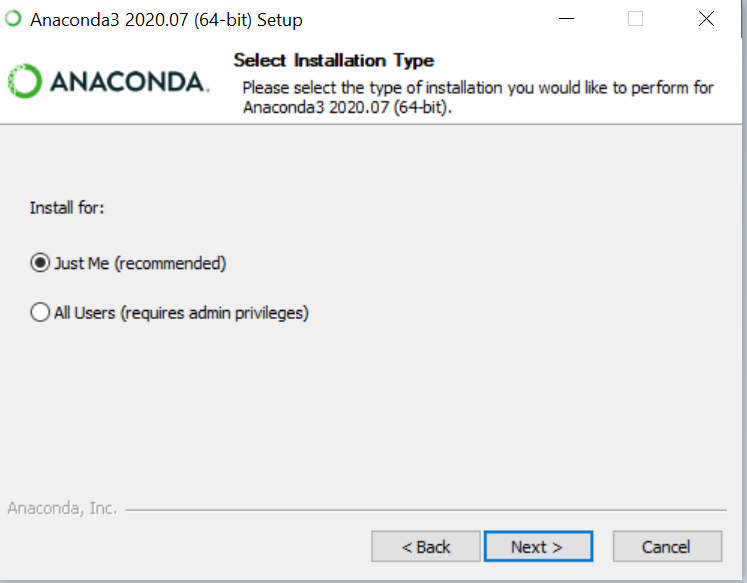 Anaconda3 2020.07 (64-bit) Setup
ANACONDA.
Select Installation Type
Please select the type of installation you would like to perform for
Anaconda3 2020.07 (64-bit).
Install for:
Just Me (recommended)
All Users (requires admin privileges)
Anaconda, Inc.
< Back
Next >
Cancel